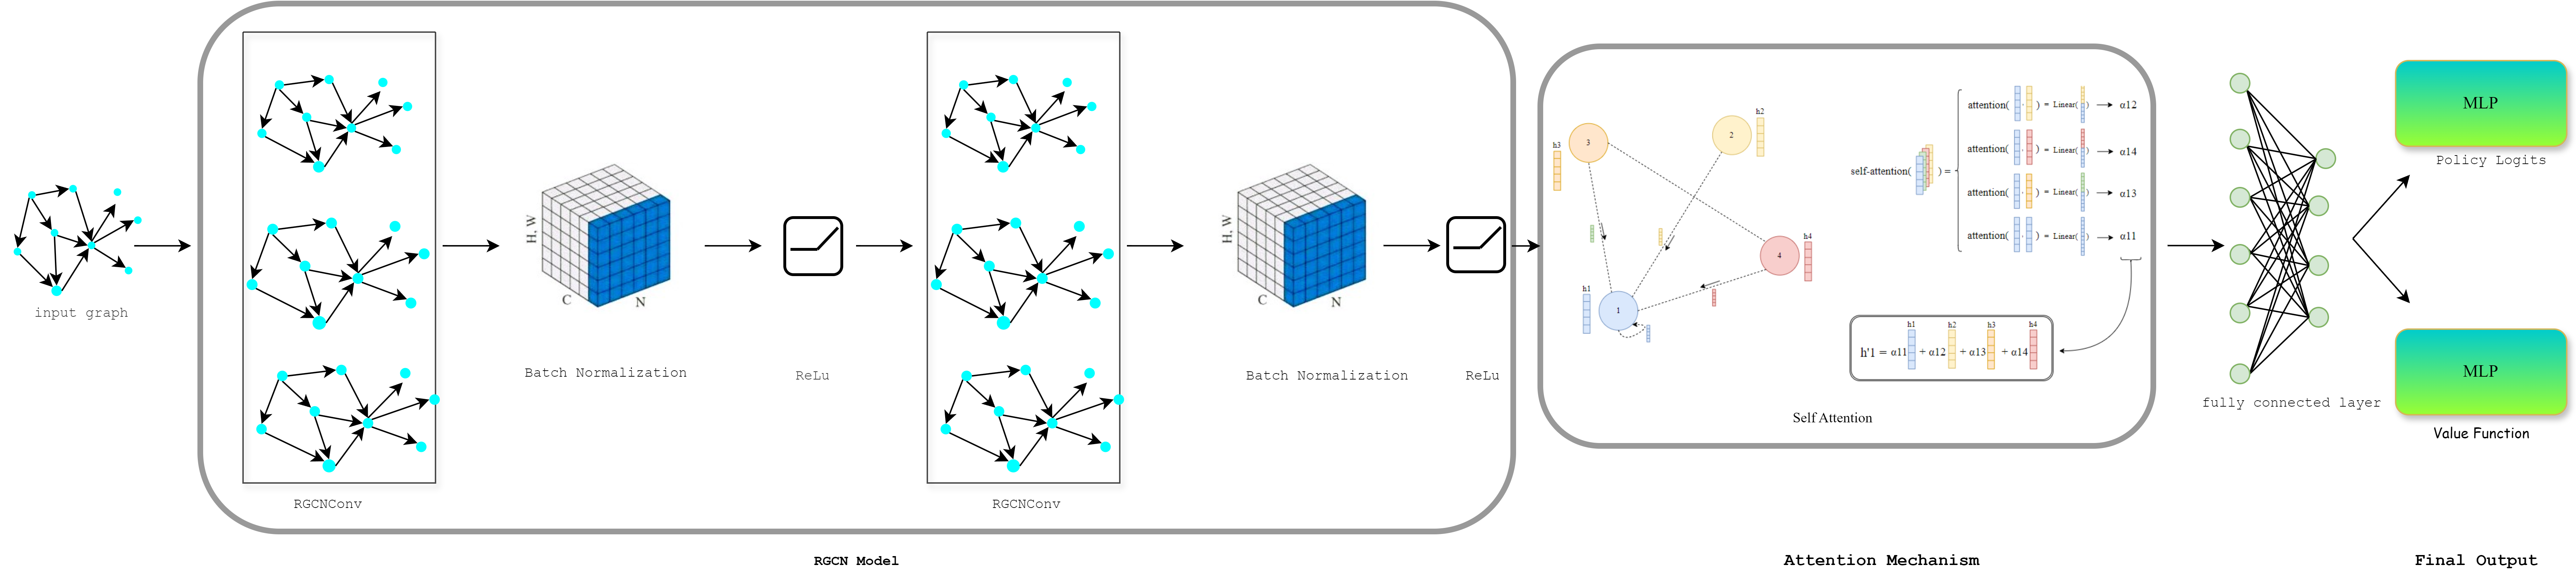 input graph
RGCNConv
H, W
C
N
Batch Normalization
ReLu
RGCNConv
H, W
C
N
Batch Normalization
ReLu
RGCN Model
h3
3
2
h2
4
h4
h1
1
self-attention( ) =
attention( · ) = Linear( ) α12
attention( · ) = Linear( ) α14
attention( · ) = Linear( ) α13
attention( · ) = Linear( ) α11
h1 h2 h3 h4
h'1 = α11 + α12 + α13 + α14
Self Attention
Attention Mechanism
fully connected layer
MLP
Policy Logits
MLP
Value Function
Final Output